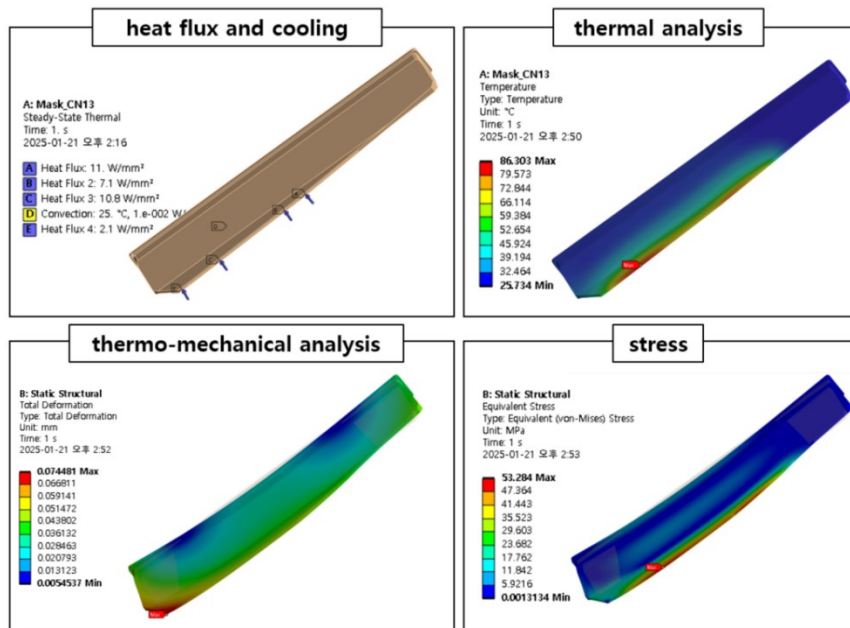 heat flux and cooling
A: Mask_CN13
Steady-State Thermal
Time: 1. s
2025-01-21 오후 2:16
A Heat Flux: 11. W/mm²
B Heat Flux 2: 7.1 W/mm²
C Heat Flux 3: 10.8 W/mm²
D Convection: 25. °C, 1.e-002 W/
E Heat Flux 4: 2.1 W/mm²
thermal analysis
A: Mask_CN13
Temperature
Type: Temperature
Unit: °C
Time: 1 s
2025-01-21 오후 2:50
86.303 Max
79.573
72.844
66.114
59.384
52.654
45.924
39.194
32.464
25.734 Min
Max
thermo-mechanical analysis
B: Static Structural
Total Deformation
Type: Total Deformation
Unit: mm
Time: 1 s
2025-01-21 오후 2:52
0.074481 Max
0.066811
0.059141
0.051472
0.043802
0.036132
0.028463
0.020793
0.013123
0.0054537 Min
Max
stress
B: Static Structural
Equivalent Stress
Type: Equivalent (von-Mises) Stress
Unit: MPa
Time: 1 s
2025-01-21 오후 2:53
53.284 Max
47.364
41.443
35.523
29.603
23.682
17.762
11.842
5.9216
0.0013134 Min
Max